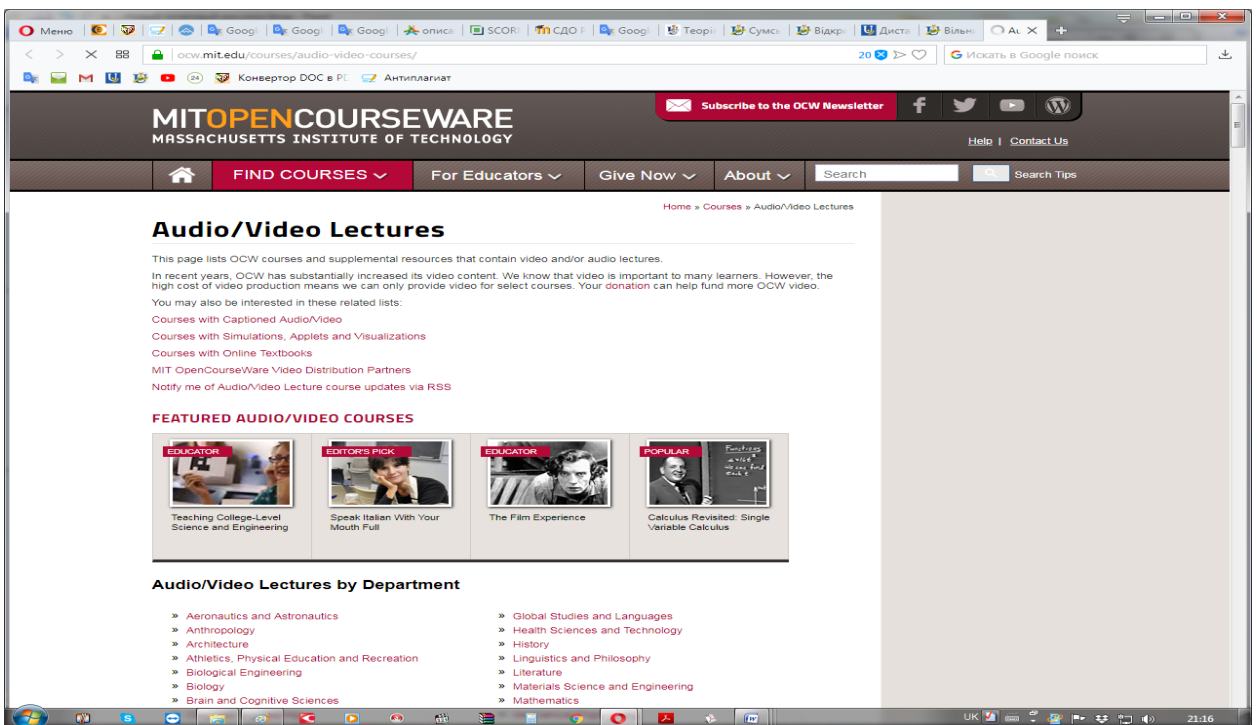 Меню
Googl
Googl
Googl
описа
SCORM
СДО
Googl
Теорі
Сумсь
Відкр
Диста
Вільн
ocw.mit.edu/courses/audio-video-courses/
20
Искать в Google поиск
24
Конвертор DOC в PD
Антиплагиат
MITOPENCOURSEWARE
MASSACHUSETTS INSTITUTE OF TECHNOLOGY
Subscribe to the OCW Newsletter
Help | Contact Us
FIND COURSES
For Educators
Give Now
About
Search
Search Tips
Home » Courses » Audio/Video Lectures
Audio/Video Lectures
This page lists OCW courses and supplemental resources that contain video and/or audio lectures.
In recent years, OCW has substantially increased its video content. We know that video is important to many learners. However, the
high cost of video production means we can only provide video for select courses. Your donation can help fund more OCW video.
You may also be interested in these related lists:
Courses with Captioned Audio/Video
Courses with Simulations, Applets and Visualizations
Courses with Online Textbooks
MIT OpenCourseWare Video Distribution Partners
Notify me of Audio/Video Lecture course updates via RSS
FEATURED AUDIO/VIDEO COURSES
EDUCATOR
Teaching College-Level
Science and Engineering
EDITOR'S PICK
Speak Italian With Your
Mouth Full
EDUCATOR
The Film Experience
POPULAR
Functions
Calculus Revisited: Single
Variable Calculus
Audio/Video Lectures by Department
» Aeronautics and Astronautics
» Anthropology
» Architecture
» Athletics, Physical Education and Recreation
» Biological Engineering
» Biology
» Brain and Cognitive Sciences
» Global Studies and Languages
» Health Sciences and Technology
» History
» Linguistics and Philosophy
» Literature
» Materials Science and Engineering
» Mathematics
UK
21:16